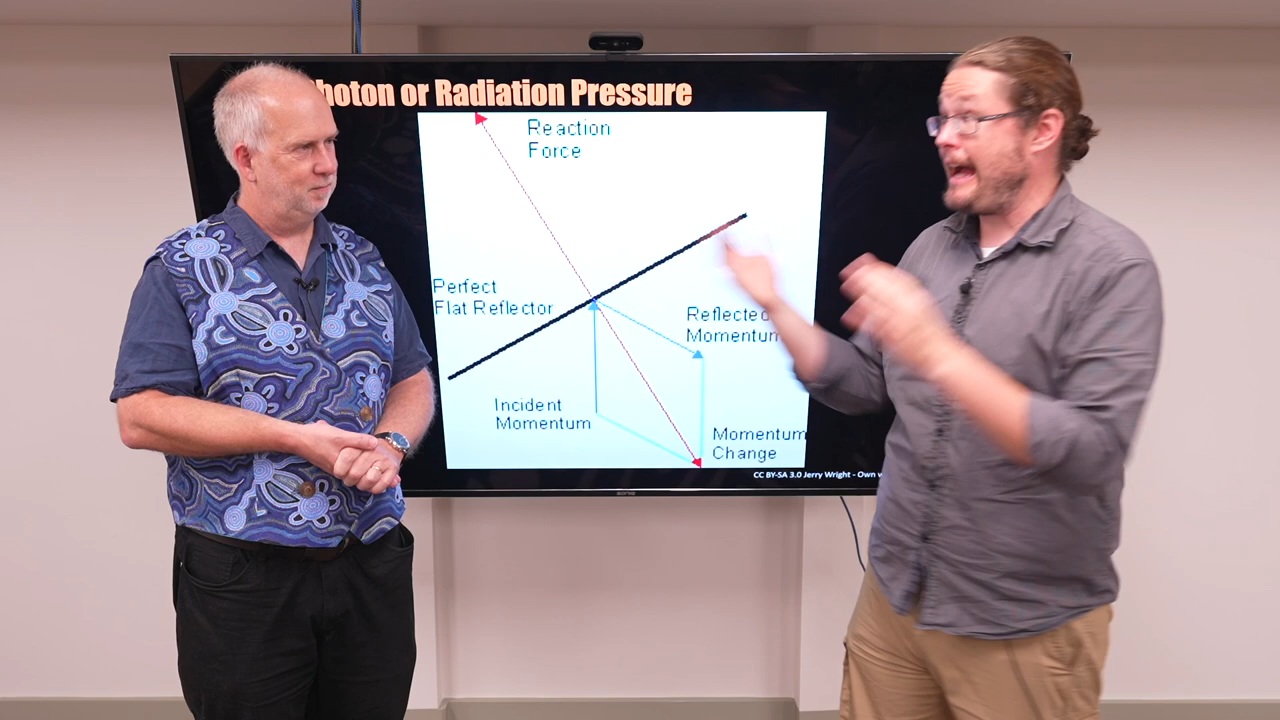 hoton or Radiation Pressure
Reaction
Force
Perfect
Flat Reflector
Reflected
Momentum
Incident
Momentum
Momentum
Change
CC BY-SA 3.0 Jerry Wright - Own w